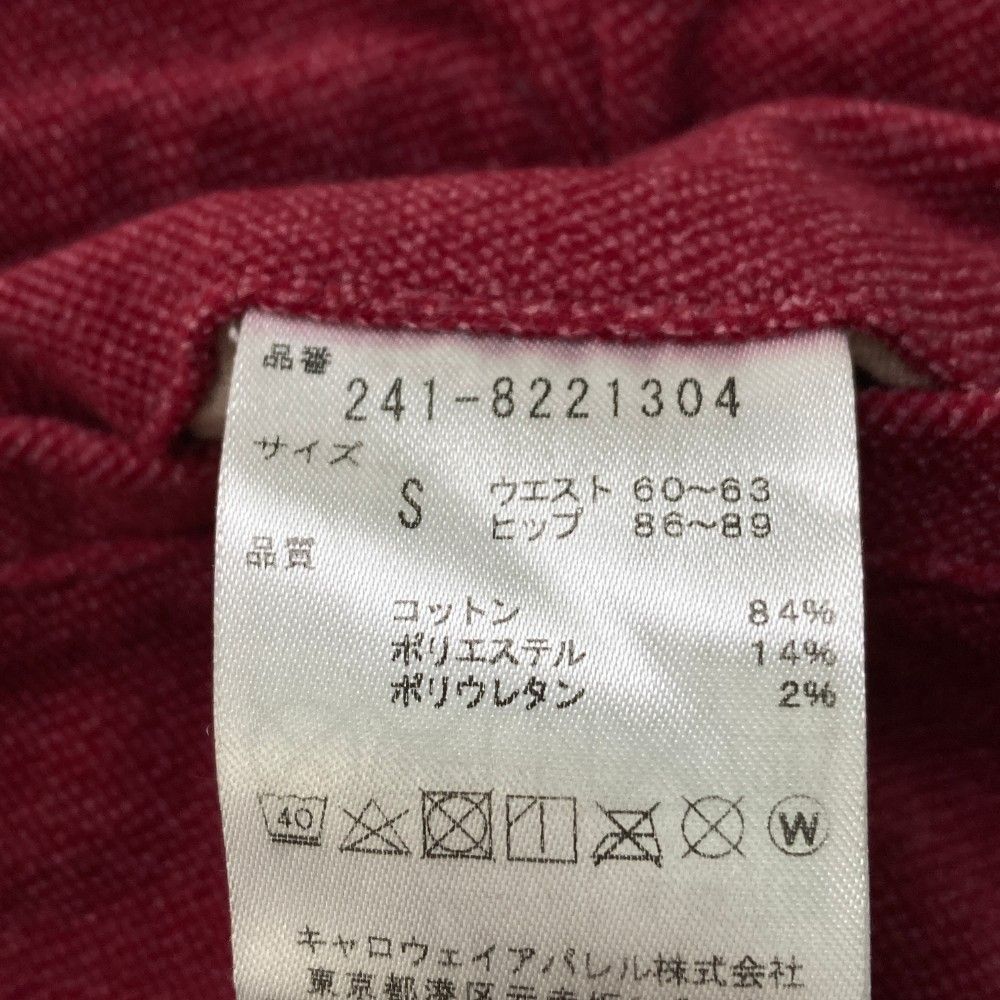 品番
241-8221304
サイズ
S ウエスト 60～63
ヒップ 86～89
品質
コットン 84%
ポリエステル 14%
ポリウレタン 2%
40 W
キャロウェイアパレル株式会社
東京都港区元赤坂